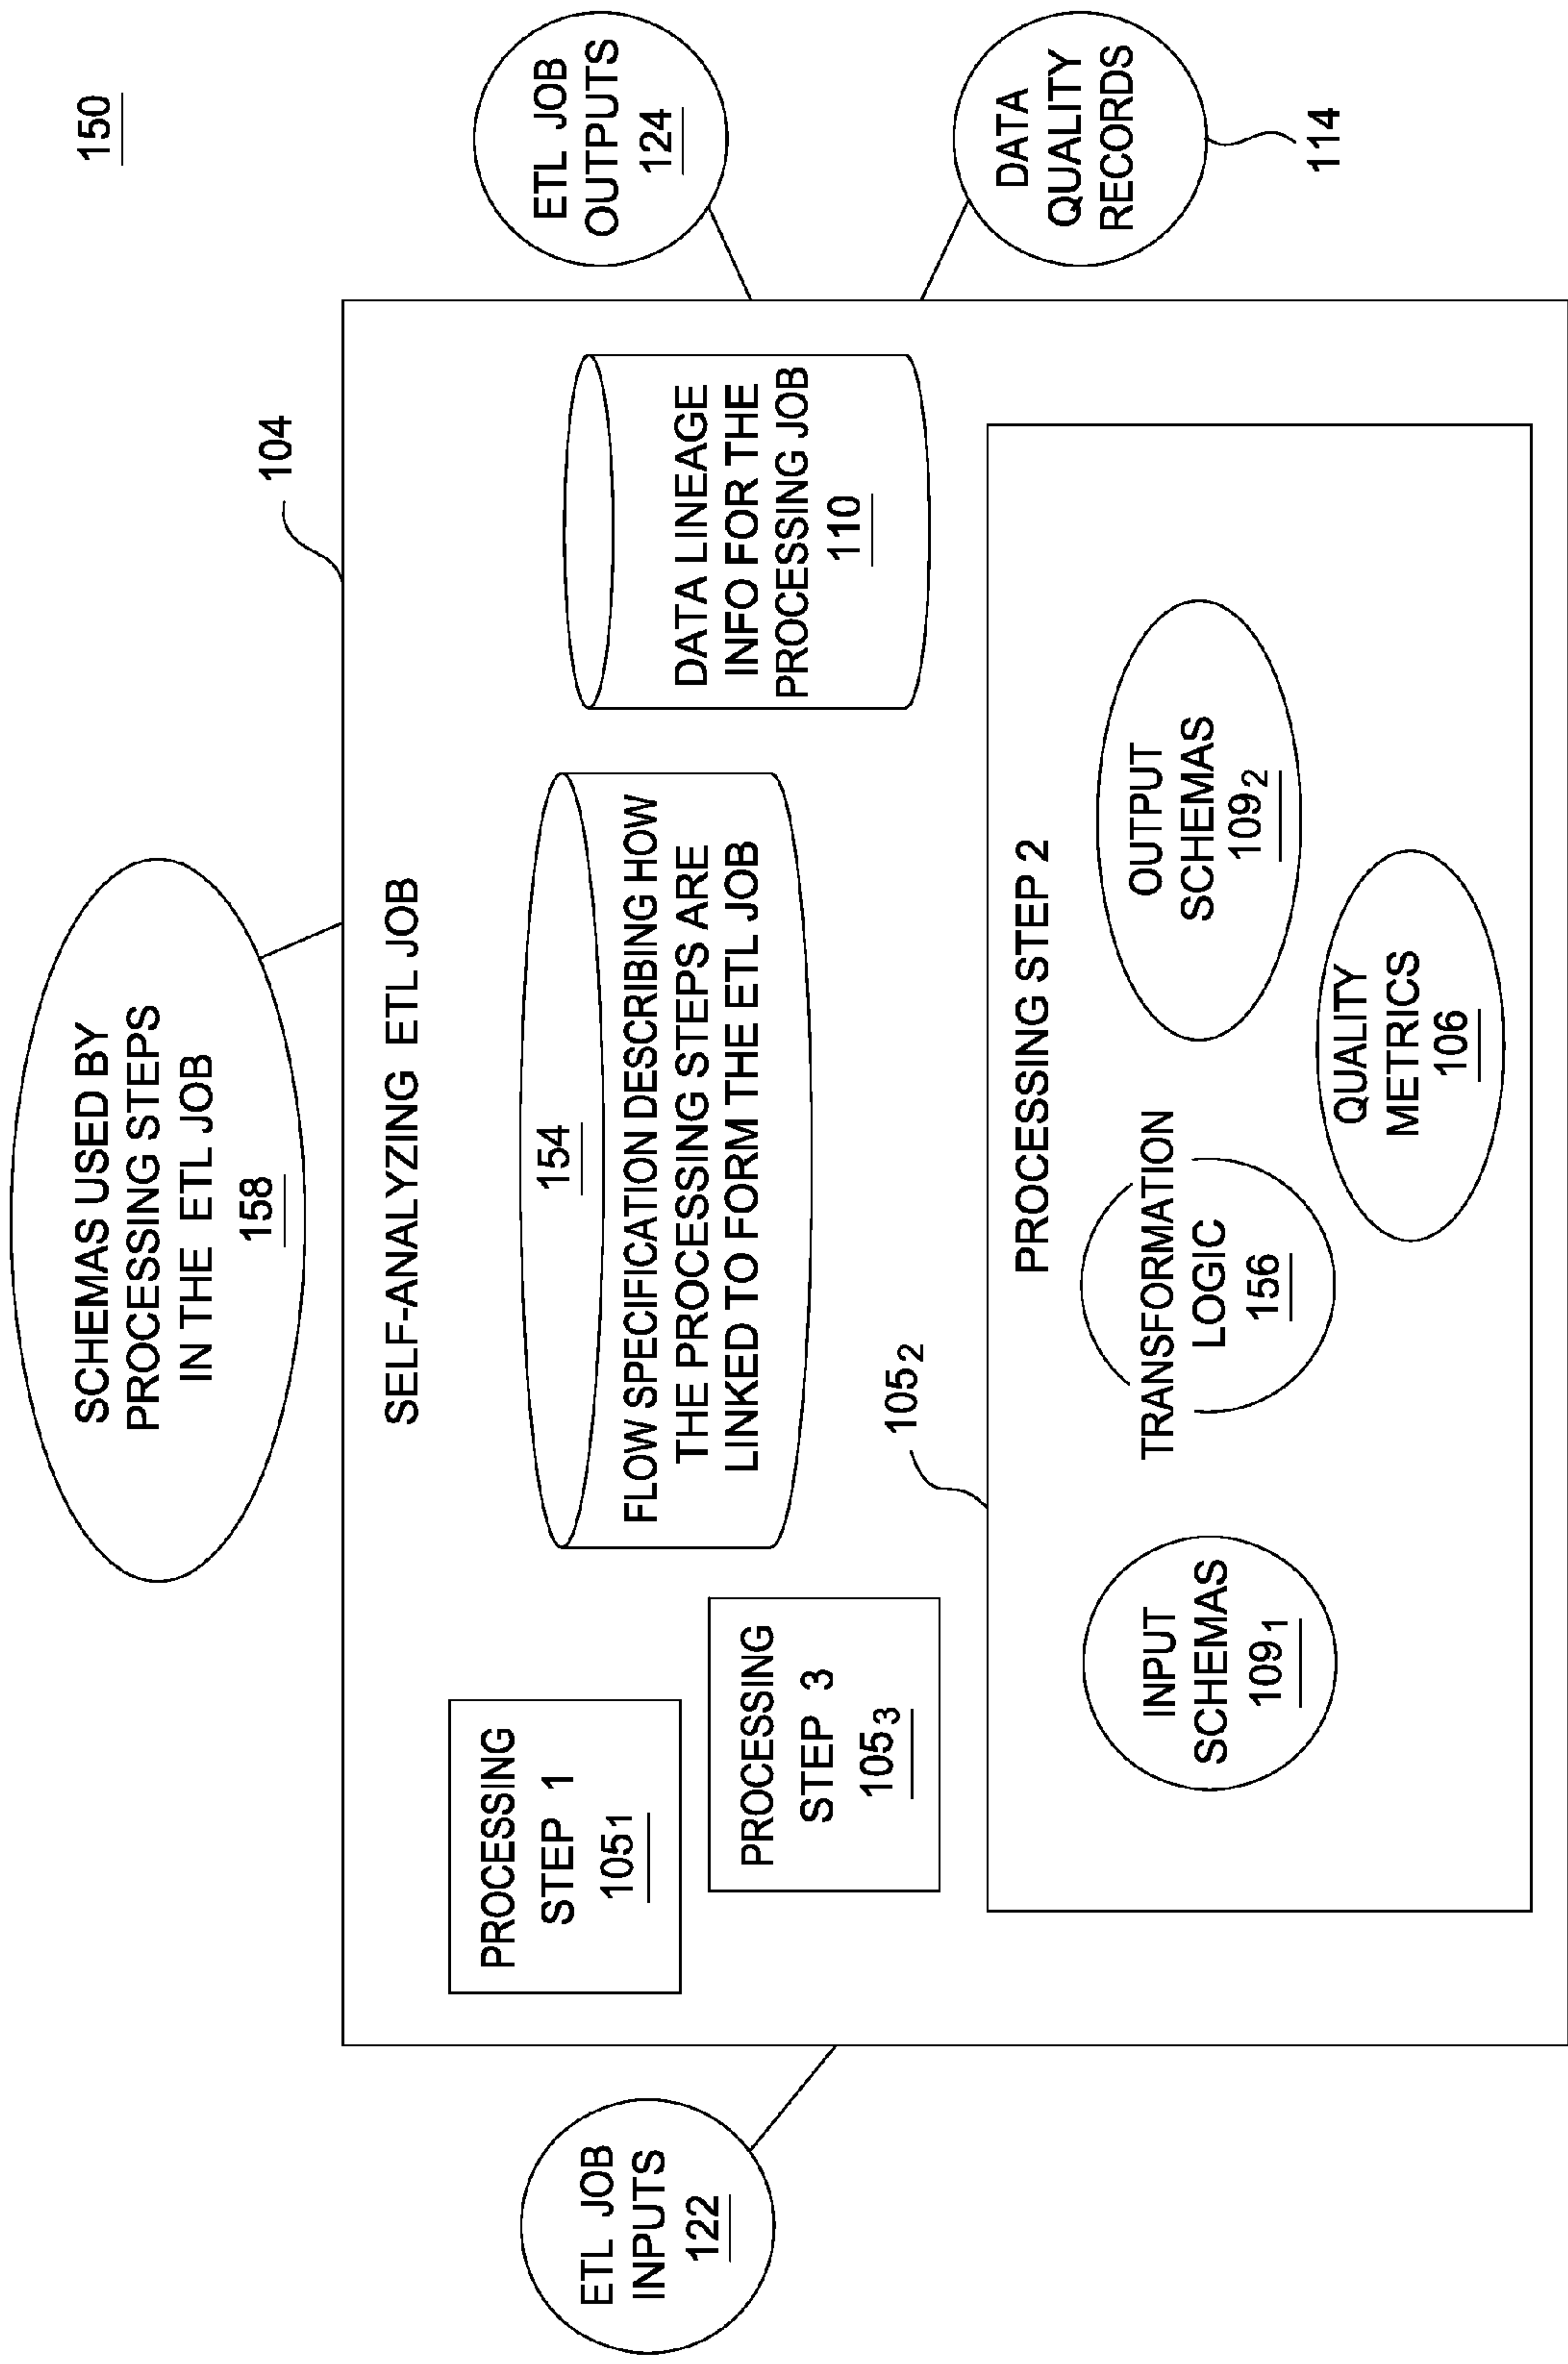 150
SCHEMAS USED BY
PROCESSING STEPS
IN THE ETL JOB
158
104
SELF-ANALYZING ETL JOB
ETL JOB
INPUTS
122
PROCESSING
STEP 1
105₁
PROCESSING
STEP 3
105₃
154
FLOW SPECIFICATION DESCRIBING HOW
THE PROCESSING STEPS ARE
LINKED TO FORM THE ETL JOB
DATA LINEAGE
INFO FOR THE
PROCESSING JOB
110
ETL JOB
OUTPUTS
124
DATA
QUALITY
RECORDS
114
105₂
PROCESSING STEP 2
INPUT
SCHEMAS
109₁
TRANSFORMATION
LOGIC
156
OUTPUT
SCHEMAS
109₂
QUALITY
METRICS
106